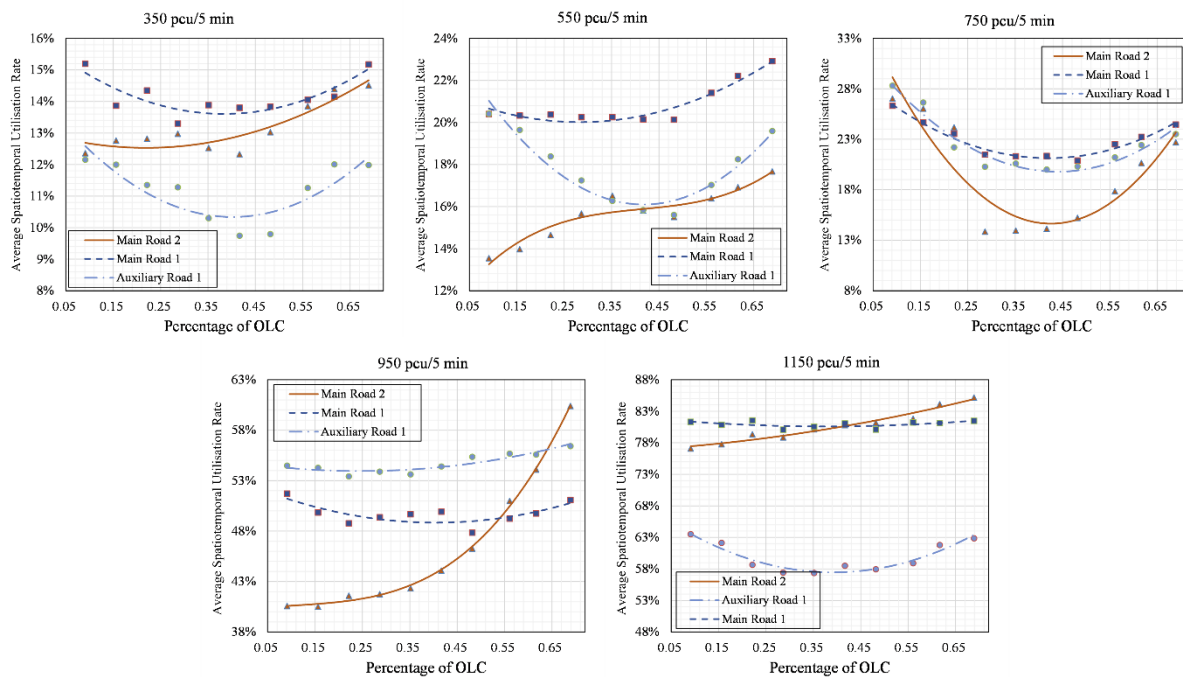 350 pcu/5 min
16%
15%
14%
13%
12%
11%
10%
9%
8%
0.05 0.15 0.25 0.35 0.45 0.55 0.65
Average Spatiotemporal Utilisation Rate
Percentage of OLC
Main Road 2
Main Road 1
Auxiliary Road 1
550 pcu/5 min
24%
22%
20%
18%
16%
14%
12%
0.05 0.15 0.25 0.35 0.45 0.55 0.65
Average Spatiotemporal Utilisation Rate
Percentage of OLC
Main Road 2
Main Road 1
Auxiliary Road 1
750 pcu/5 min
33%
28%
23%
18%
13%
8%
0.05 0.15 0.25 0.35 0.45 0.55 0.65
Average Spatiotemporal Utilisation Rate
Percentage of OLC
Main Road 2
Main Road 1
Auxiliary Road 1
950 pcu/5 min
63%
58%
53%
48%
43%
38%
0.05 0.15 0.25 0.35 0.45 0.55 0.65
Average Spatiotemporal Utilisation Rate
Percentage of OLC
Main Road 2
Main Road 1
Auxiliary Road 1
1150 pcu/5 min
88%
83%
78%
73%
68%
63%
58%
53%
48%
0.05 0.15 0.25 0.35 0.45 0.55 0.65
Average Spatiotemporal Utilisation Rate
Percentage of OLC
Main Road 2
Auxiliary Road 1
Main Road 1